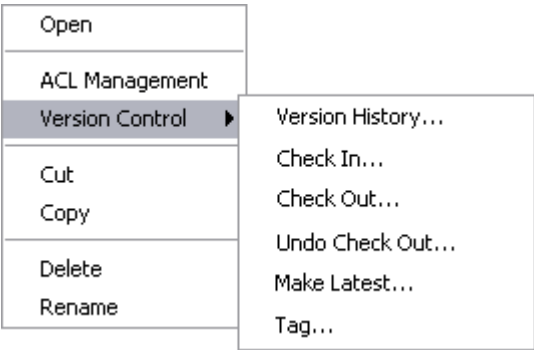 Open
ACL Management
Version Control
Cut
Copy
Delete
Rename
Version History...
Check In...
Check Out...
Undo Check Out...
Make Latest...
Tag...